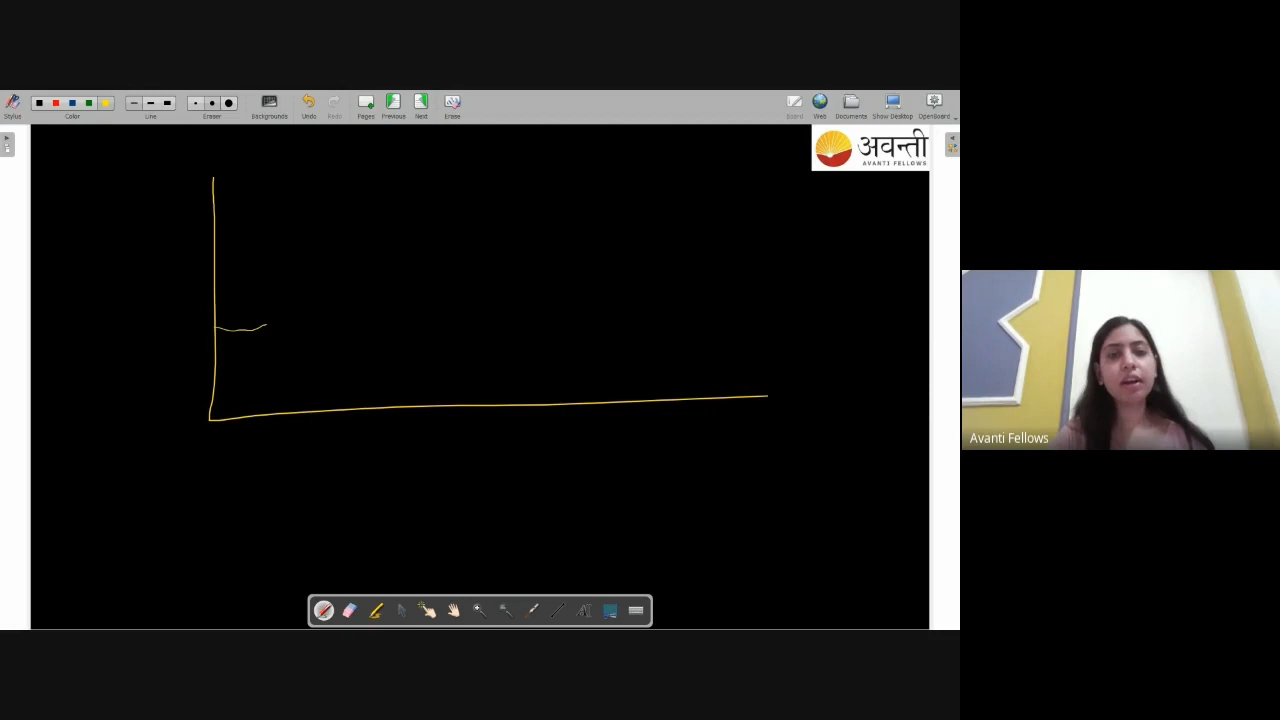 Stylus Color Line Eraser Backgrounds Undo Redo Pages Previous Next Erase Board Web Documents Show Desktop OpenBoard
अवन्ती
AVANTI FELLOWS
Avanti Fellows